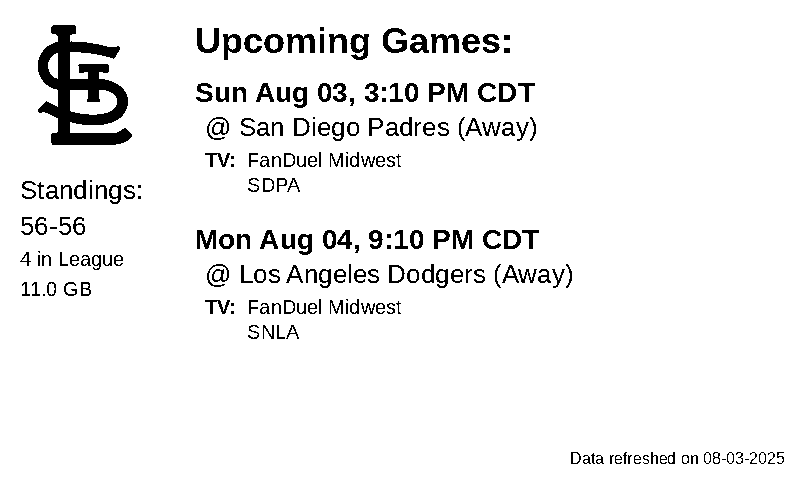 Upcoming Games:
Sun Aug 03, 3:10 PM CDT
@ San Diego Padres (Away)
TV: FanDuel Midwest
SDPA
Mon Aug 04, 9:10 PM CDT
@ Los Angeles Dodgers (Away)
TV: FanDuel Midwest
SNLA
STL
Standings:
56-56
4 in League
11.0 GB
Data refreshed on 08-03-2025